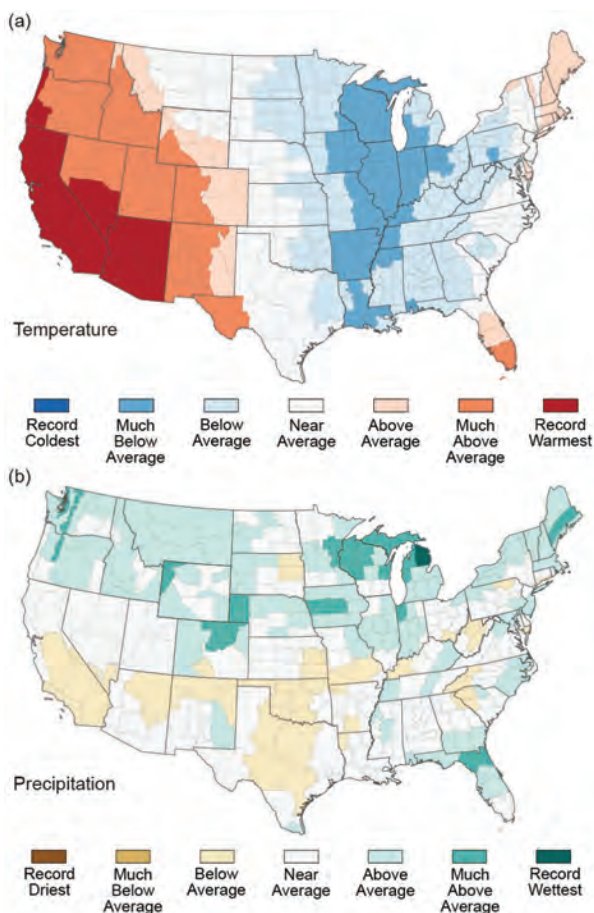 (a)
Temperature
Record Much Below Near Above Much Record
Coldest Below Average Average Average Above Warmest
Average Average
(b)
Precipitation
Record Much Below Near Above Much Record
Driest Below Average Average Average Above Wettest
Average Average